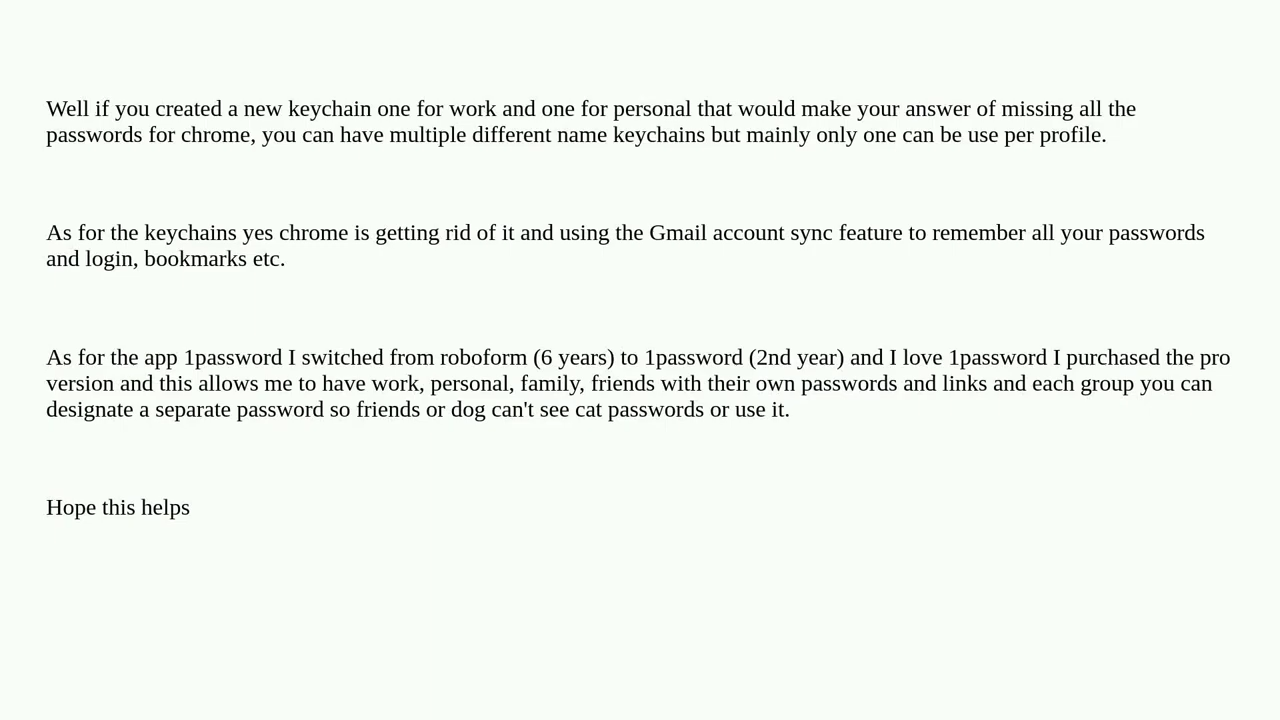 Well if you created a new keychain one for work and one for personal that would make your answer of missing all the
passwords for chrome, you can have multiple different name keychains but mainly only one can be use per profile.
As for the keychains yes chrome is getting rid of it and using the Gmail account sync feature to remember all your passwords
and login, bookmarks etc.
As for the app 1password I switched from roboform (6 years) to 1password (2nd year) and I love 1password I purchased the pro
version and this allows me to have work, personal, family, friends with their own passwords and links and each group you can
designate a separate password so friends or dog can't see cat passwords or use it.
Hope this helps